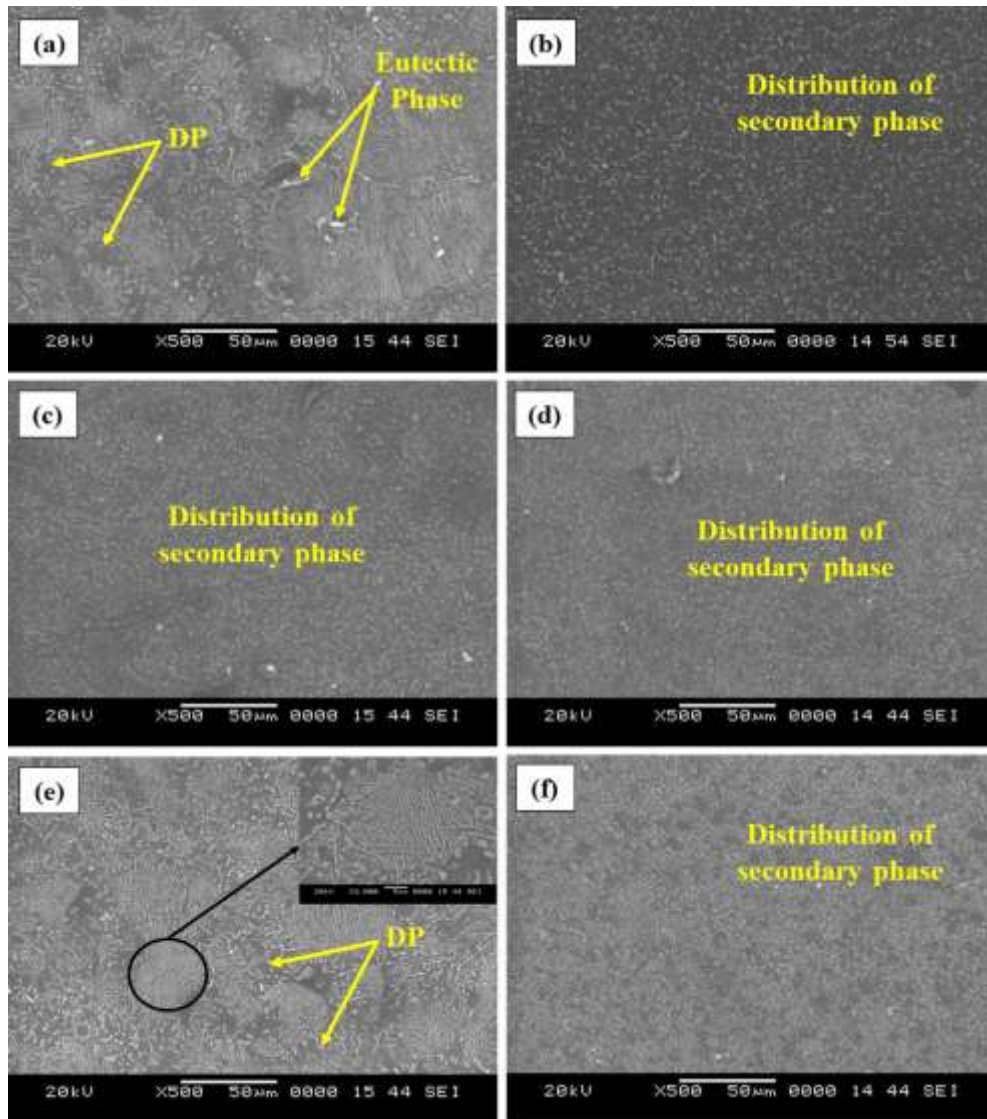 (a)
Eutectic
Phase
DP
20kV X500 50μm 0000 15 44 SEI
(b)
Distribution of
secondary phase
20kV X500 50μm 0000 14 54 SEI
(c)
Distribution of
secondary phase
20kV X500 50μm 0000 15 44 SEI
(d)
Distribution of
secondary phase
20kV X500 50μm 0000 14 44 SEI
(e)
DP
20kV X500 50μm 0000 15 44 SEI
(f)
Distribution of
secondary phase
20kV X500 50μm 0000 14 44 SEI